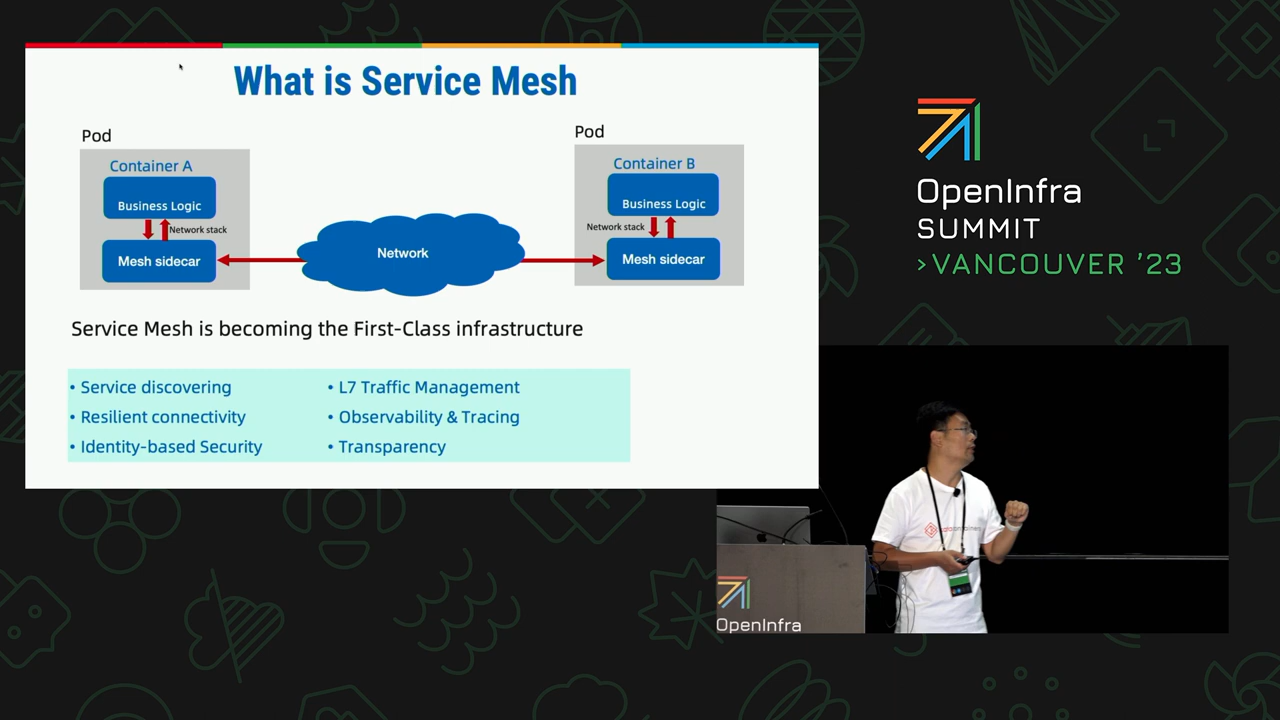 What is Service Mesh
Pod
Container A
Business Logic
Network stack
Mesh sidecar
Network
Pod
Container B
Business Logic
Network stack
Mesh sidecar
Service Mesh is becoming the First-Class infrastructure
• Service discovering
• Resilient connectivity
• Identity-based Security
• L7 Traffic Management
• Observability & Tracing
• Transparency
OpenInfra
SUMMIT
>VANCOUVER '23
OpenInfra